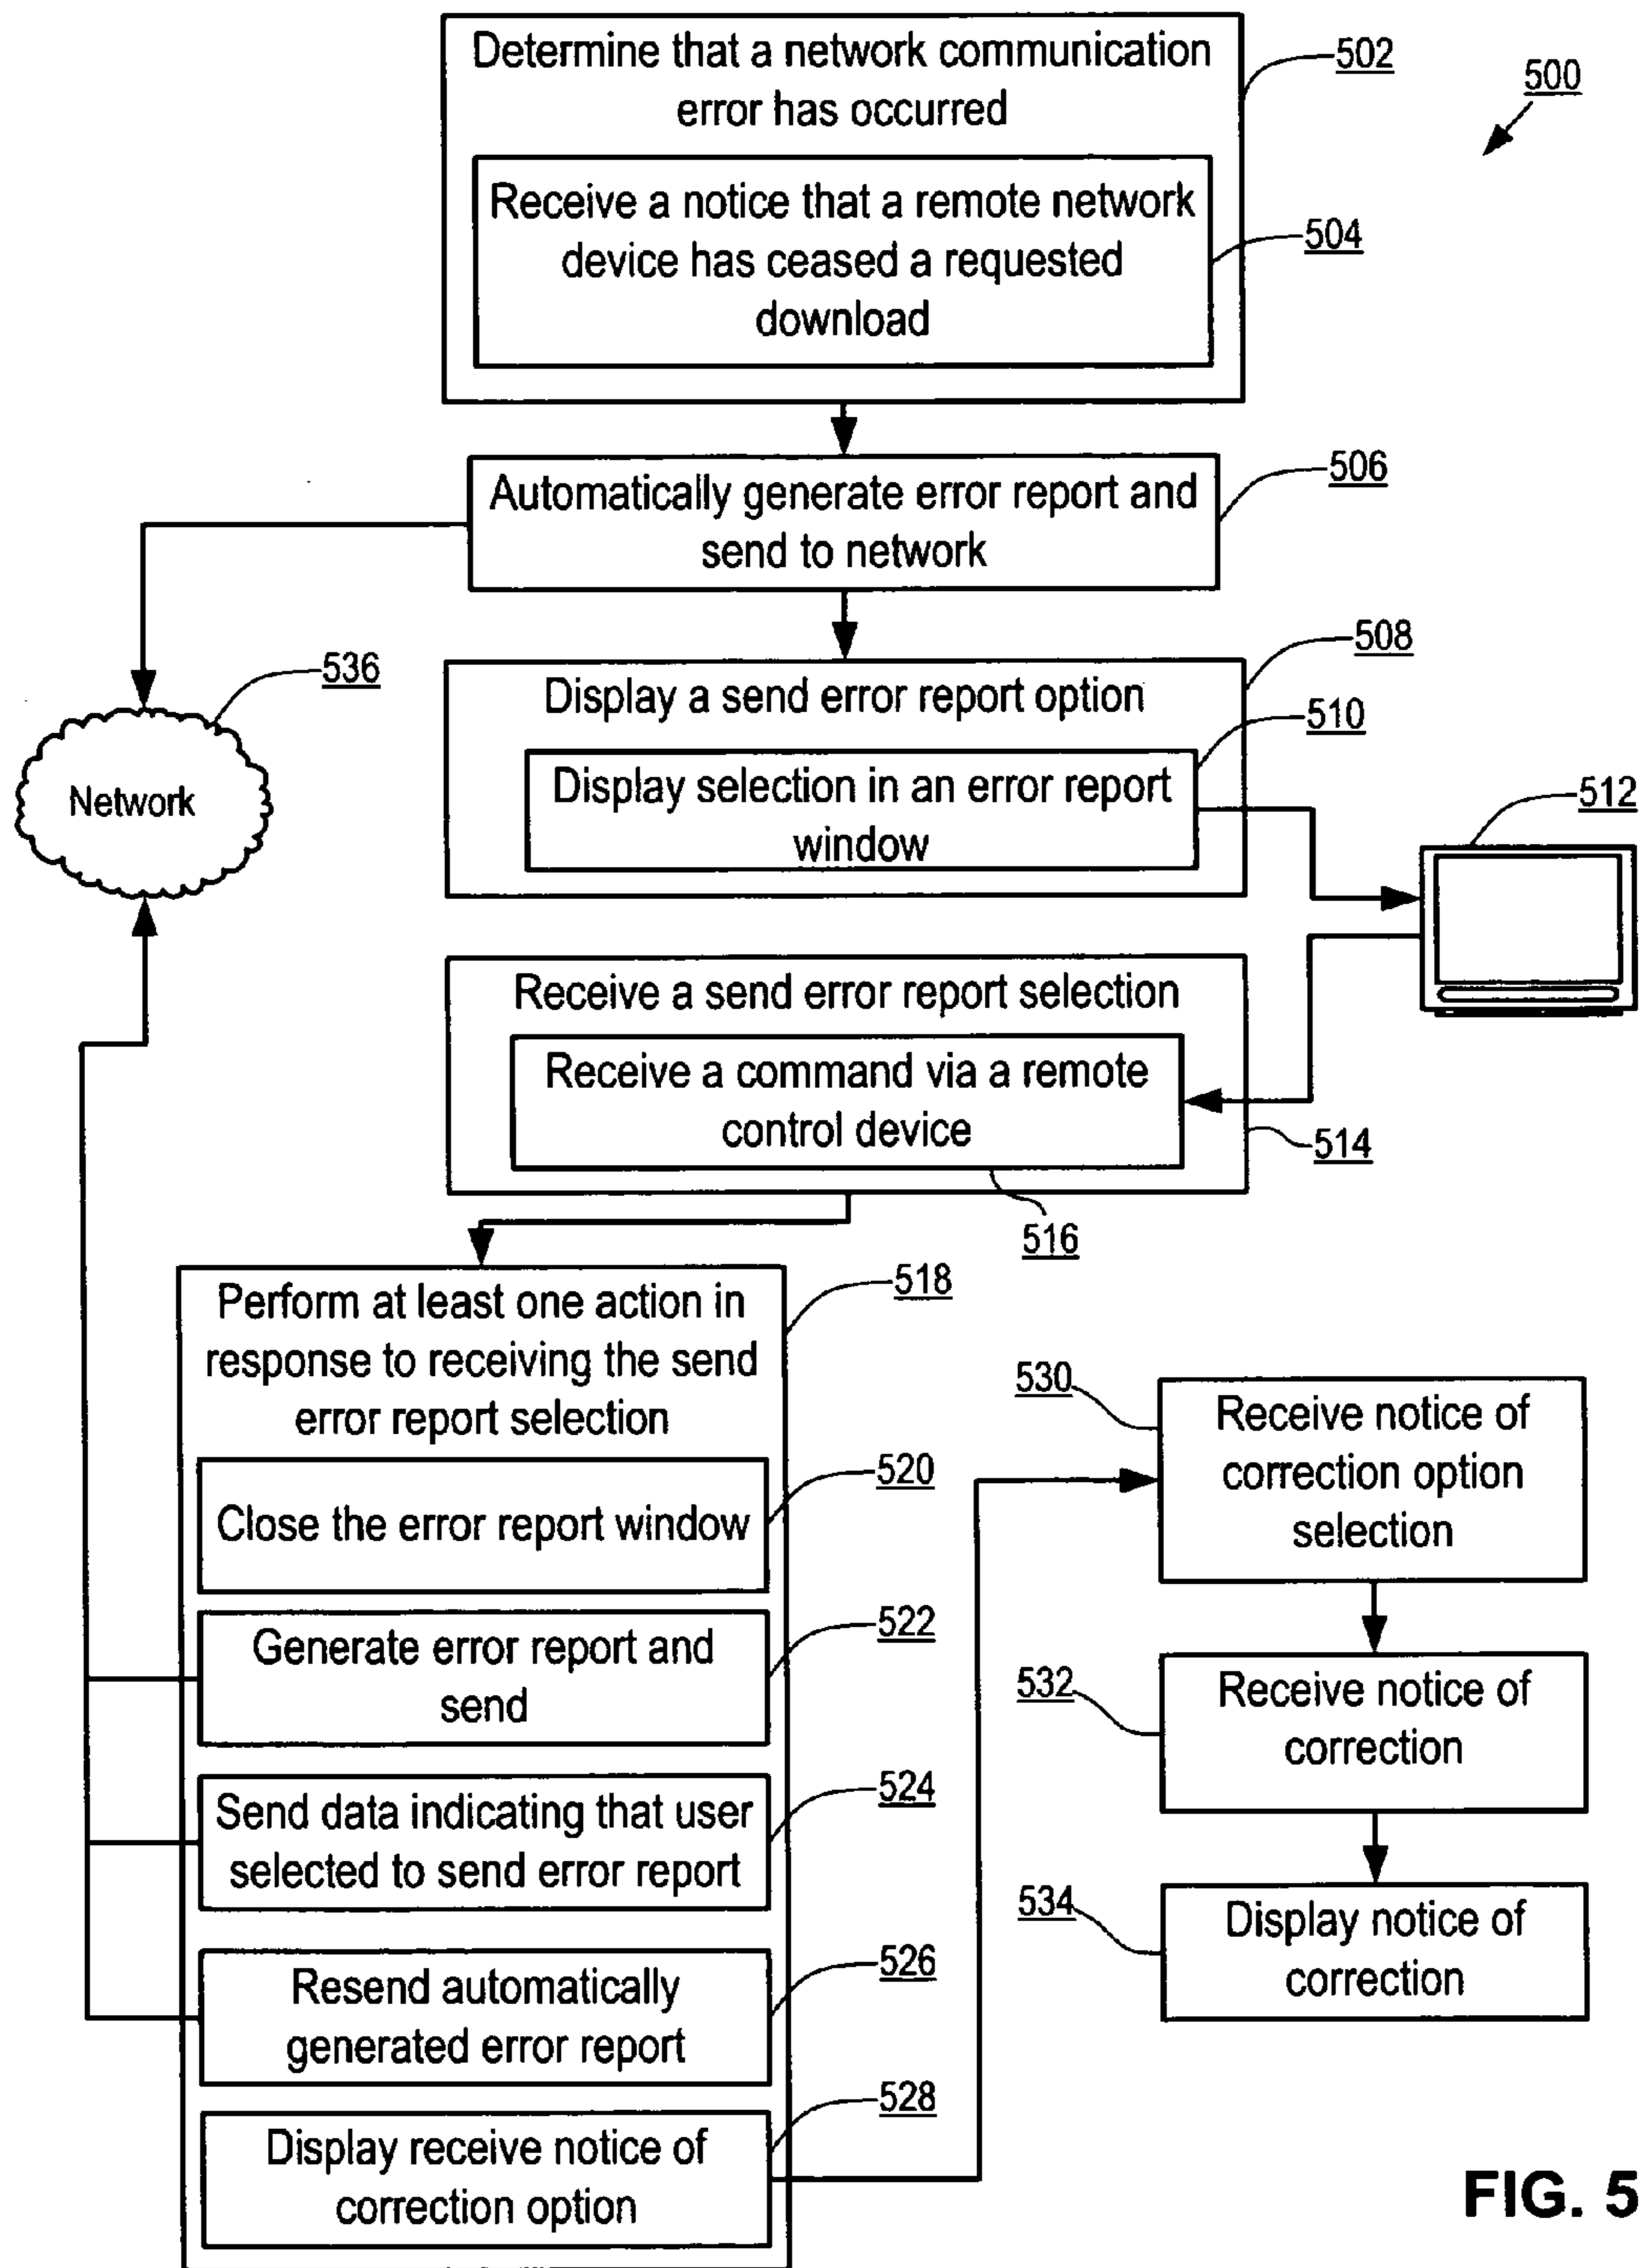 Determine that a network communication
error has occurred
502
500
Receive a notice that a remote network
device has ceased a requested
download
504
Automatically generate error report and
send to network
506
508
Display a send error report option
510
Display selection in an error report
window
536
Network
512
Receive a send error report selection
Receive a command via a remote
control device
514
516
518
Perform at least one action in
response to receiving the send
error report selection
520
Close the error report window
522
Generate error report and
send
524
Send data indicating that user
selected to send error report
526
Resend automatically
generated error report
528
Display receive notice of
correction option
530
Receive notice of
correction option
selection
532
Receive notice of
correction
534
Display notice of
correction
FIG. 5